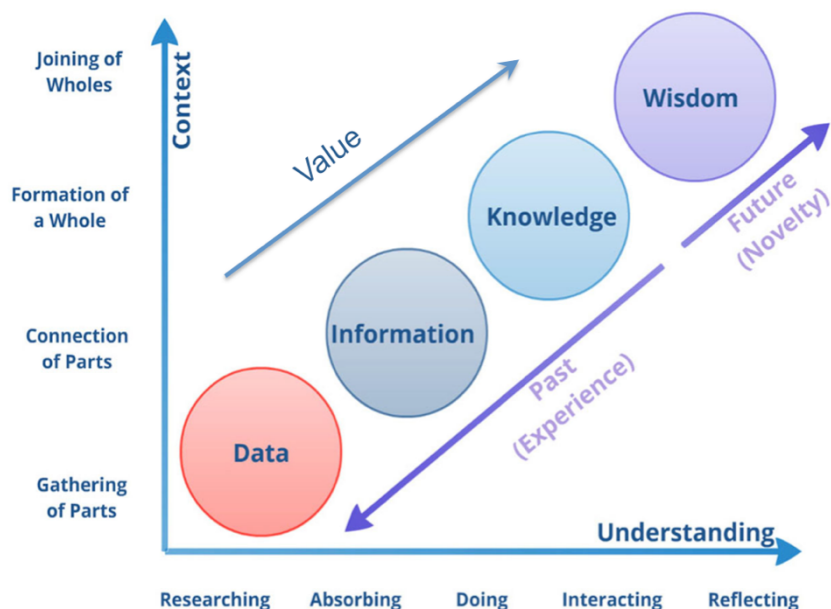 Joining of
Wholes
Context
Value
Wisdom
Formation of
a Whole
Knowledge
Future
(Novelty)
Connection
of Parts
Information
Past
(Experience)
Data
Gathering
of Parts
Understanding
Researching Absorbing Doing Interacting Reflecting